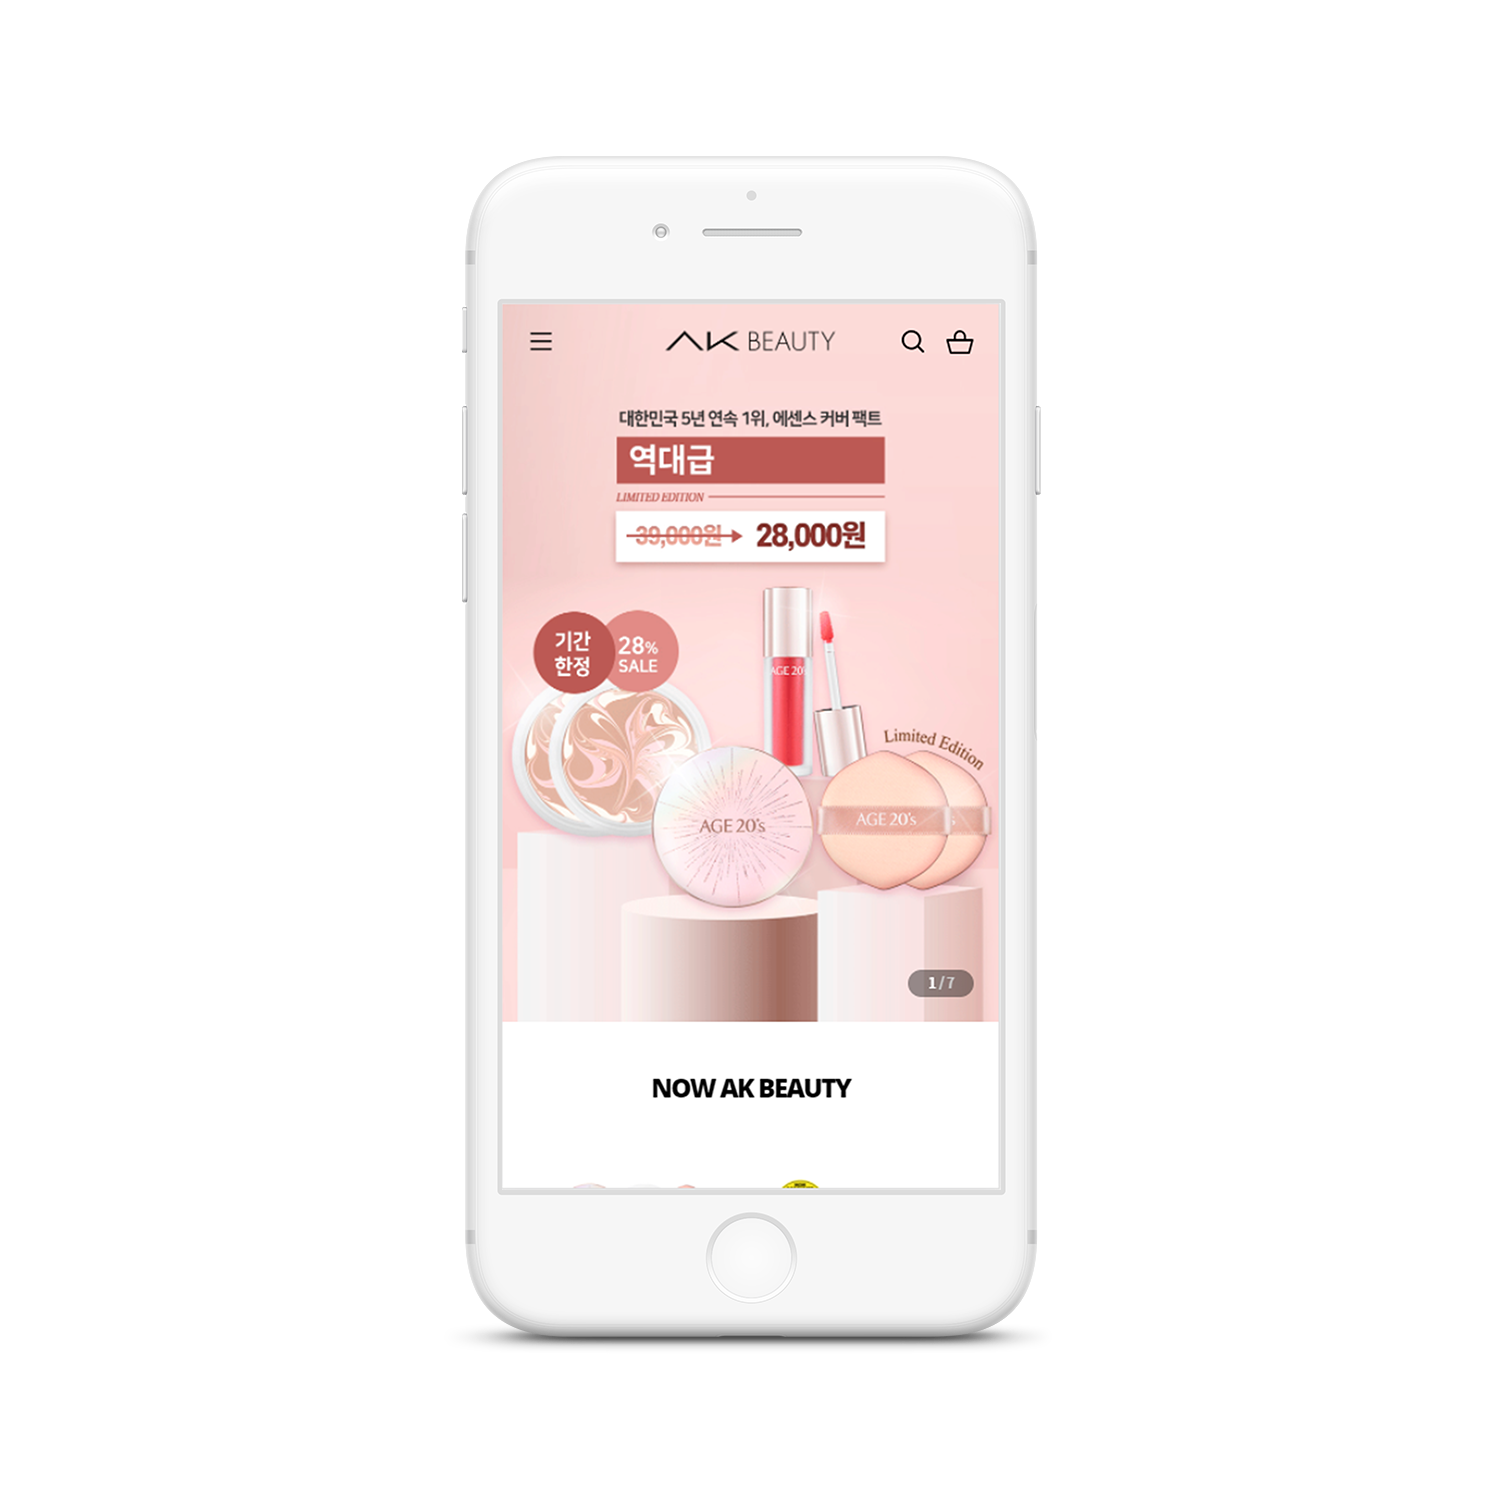 AK BEAUTY
대한민국 5년 연속 1위, 에센스 커버 팩트
역대급
LIMITED EDITION
39,000원 28,000원
기간
한정
28%
SALE
AGE 20's
Limited Edition
AGE 20's
AGE 20's
's
1/7
NOW AK BEAUTY